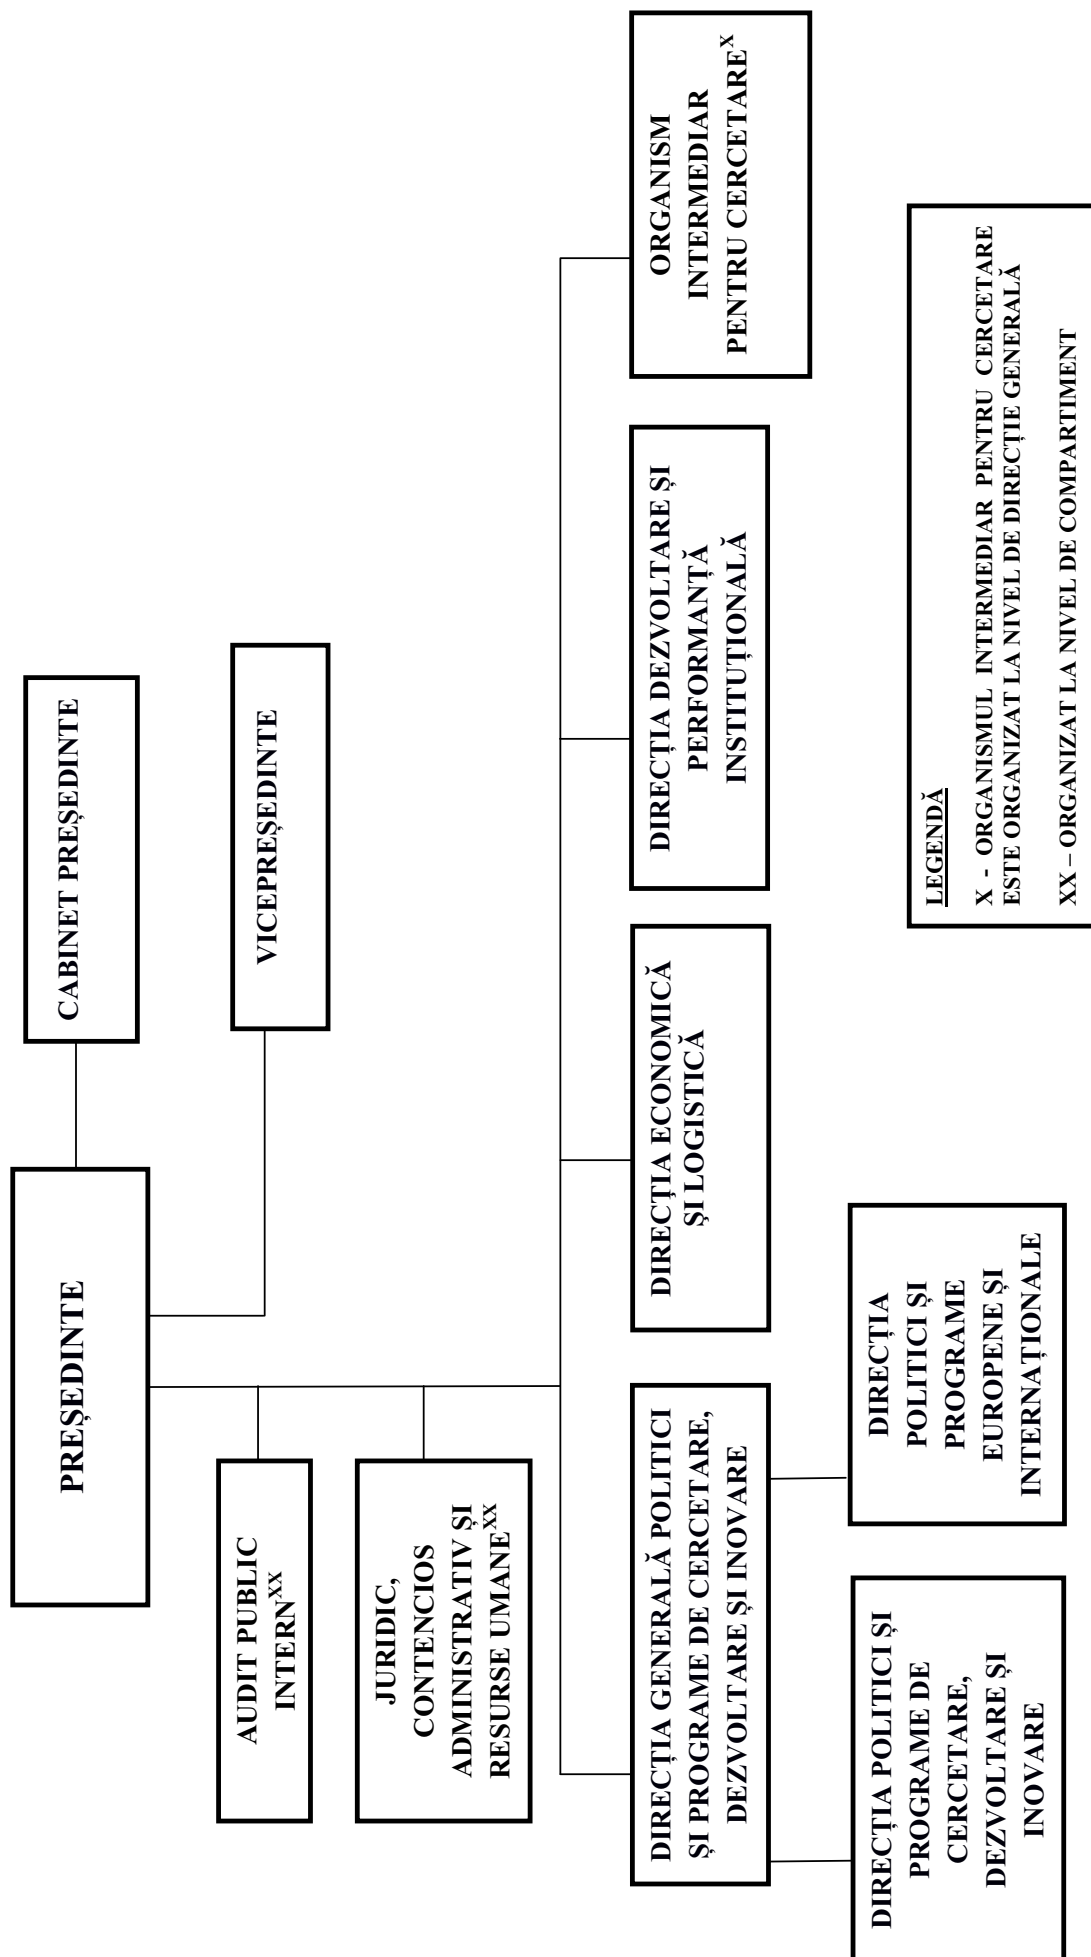 PREȘEDINTE
CABINET PREȘEDINTE
VICEPREȘEDINTE
AUDIT PUBLIC
INTERN^XX
JURIDIC,
CONTENCIOS
ADMINISTRATIV ȘI
RESURSE UMANE^XX
DIRECȚIA GENERALĂ POLITICI
ȘI PROGRAME DE CERCETARE,
DEZVOLTARE ȘI INOVARE
DIRECȚIA ECONOMICĂ
ȘI LOGISTICĂ
DIRECȚIA DEZVOLTARE ȘI
PERFORMANȚĂ
INSTITUȚIONALĂ
ORGANISM
INTERMEDIAR
PENTRU CERCETARE^X
DIRECȚIA POLITICI ȘI
PROGRAME DE
CERCETARE,
DEZVOLTARE ȘI
INOVARE
DIRECȚIA
POLITICI ȘI
PROGRAME
EUROPENE ȘI
INTERNAȚIONALE
LEGENDĂ
X - ORGANISMUL INTERMEDIAR PENTRU CERCETARE
ESTE ORGANIZAT LA NIVEL DE DIRECȚIE GENERALĂ
XX – ORGANIZAT LA NIVEL DE COMPARTIMENT